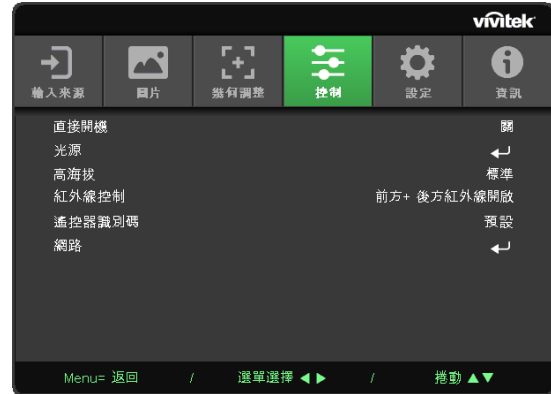 vivitek
輸入來源 圖片 幾何調整 控制 設定 資訊
直接開機 關
光源
高海拔 標準
紅外線控制 前方+ 後方紅外線開啟
遙控器識別碼 預設
網路
Menu= 返回 / 選單選擇 ◀ ▶ / 捲動 ▲▼